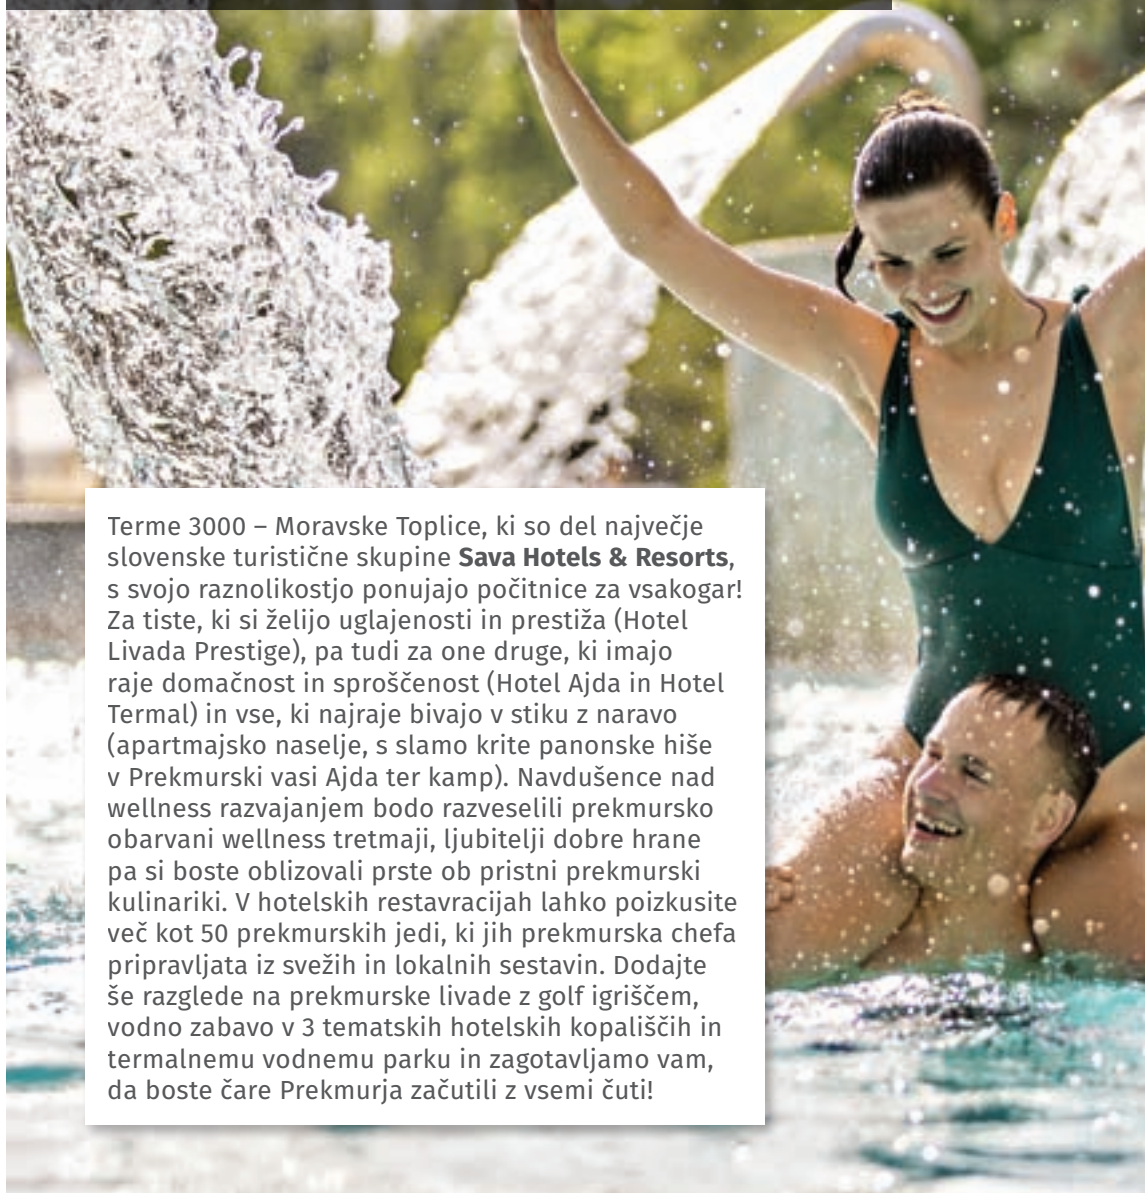 Terme 3000 – Moravske Toplice, ki so del največje
slovenske turistične skupine Sava Hotels & Resorts,
s svojo raznolikostjo ponujajo počitnice za vsakogar!
Za tiste, ki si želijo uglajenosti in prestiža (Hotel
Livada Prestige), pa tudi za one druge, ki imajo
raje domačnost in sproščenost (Hotel Ajda in Hotel
Termal) in vse, ki najraje bivajo v stiku z naravo
(apartmajsko naselje, s slamo krite panonske hiše
v Prekmurski vasi Ajda ter kamp). Navdušence nad
wellness razvajanjem bodo razveselili prekmursko
obarvani wellness tretmaji, ljubitelji dobre hrane
pa si boste oblizovali prste ob pristni prekmurski
kulinariki. V hotelskih restavracijah lahko poizkusite
več kot 50 prekmurskih jedi, ki jih prekmurska chefa
pripravljata iz svežih in lokalnih sestavin. Dodajte
še razglede na prekmurske livade z golf igriščem,
vodno zabavo v 3 tematskih hotelskih kopališčih in
termalnemu vodnemu parku in zagotavljamo vam,
da boste čare Prekmurja začutili z vsemi čuti!